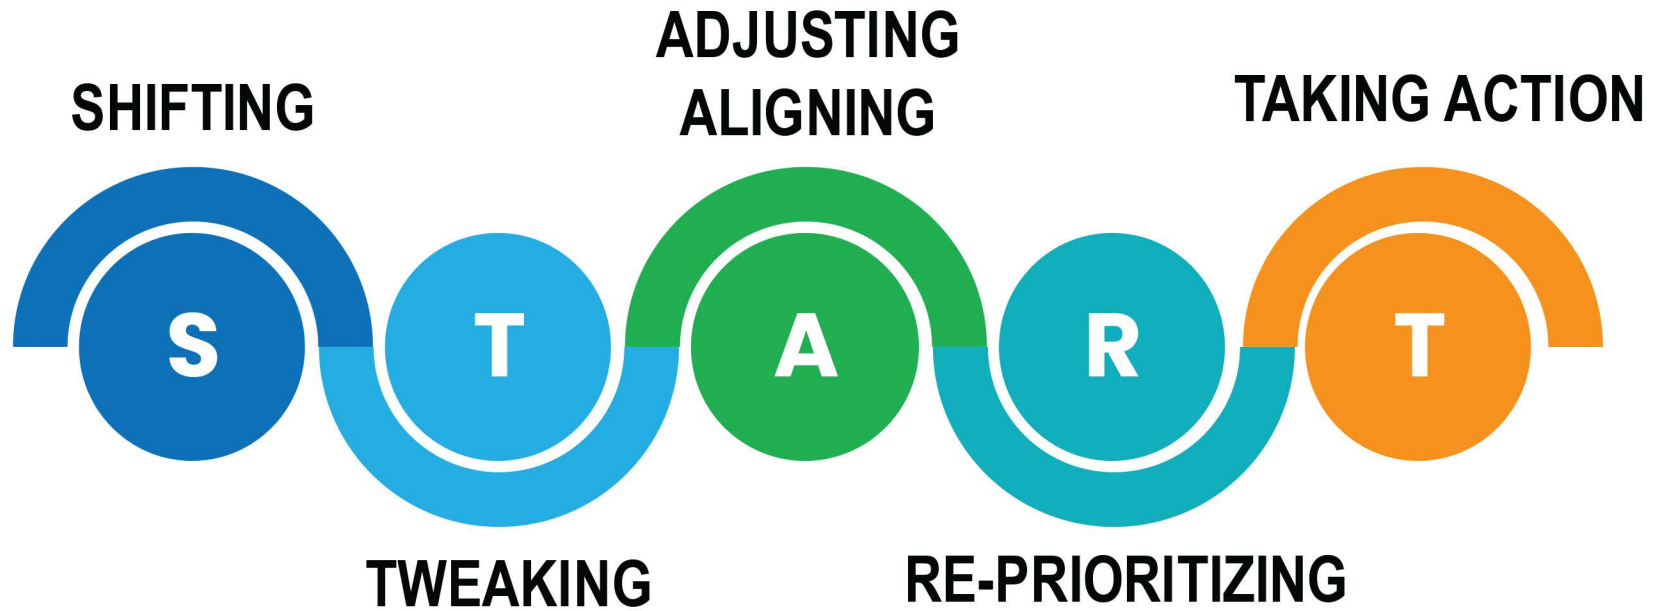 SHIFTING
ADJUSTING
ALIGNING
TAKING ACTION
S
T
A
R
T
TWEAKING
RE-PRIORITIZING